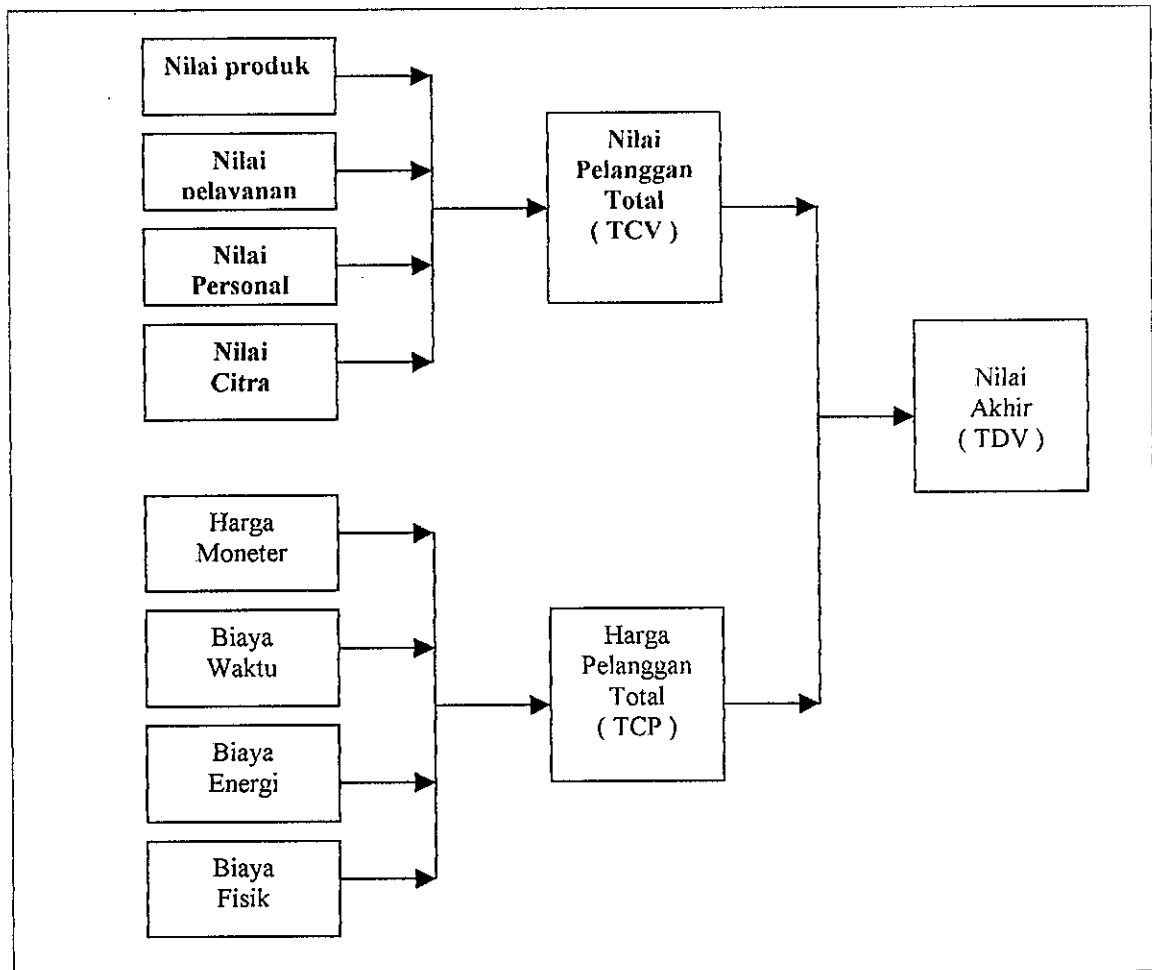 Nilai produk
Nilai
pelayanan
Nilai
Personal
Nilai
Citra
Nilai
Pelanggan
Total
( TCV )
Harga
Moneter
Biaya
Waktu
Biaya
Energi
Biaya
Fisik
Harga
Pelanggan
Total
( TCP )
Nilai
Akhir
( TDV )